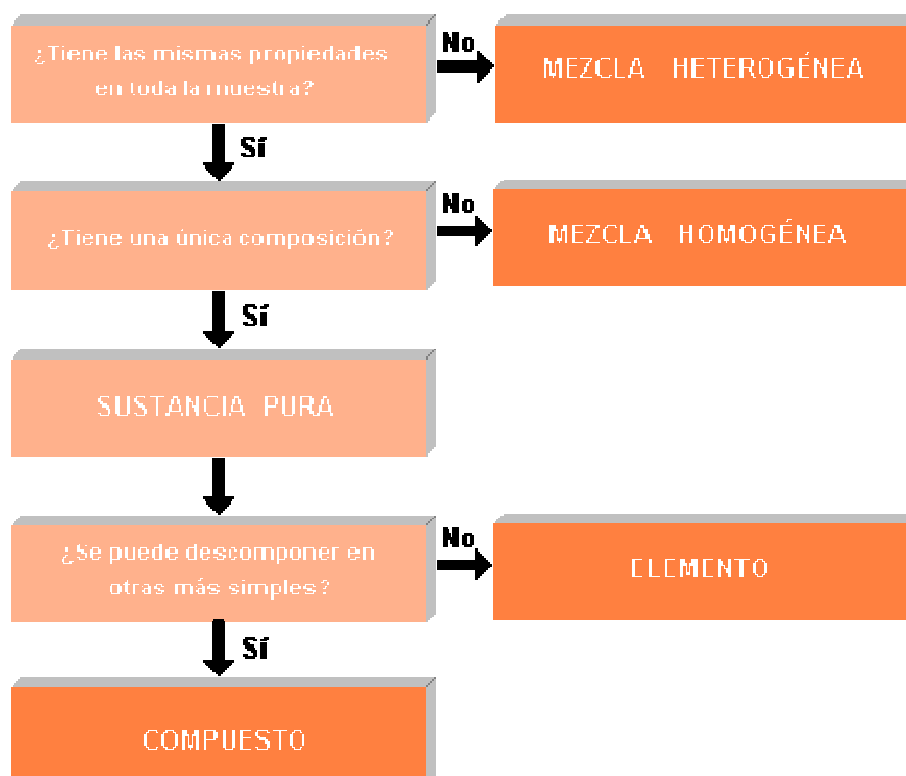 ¿Tiene las mismas propiedades
en toda la muestra?
No
MEZCLA HETEROGÉNEA
Sí
¿Tiene una única composición?
No
MEZCLA HOMOGÉNEA
Sí
SUSTANCIA PURA
¿Se puede descomponer en
otras más simples?
No
ELEMENTO
Sí
COMPUESTO